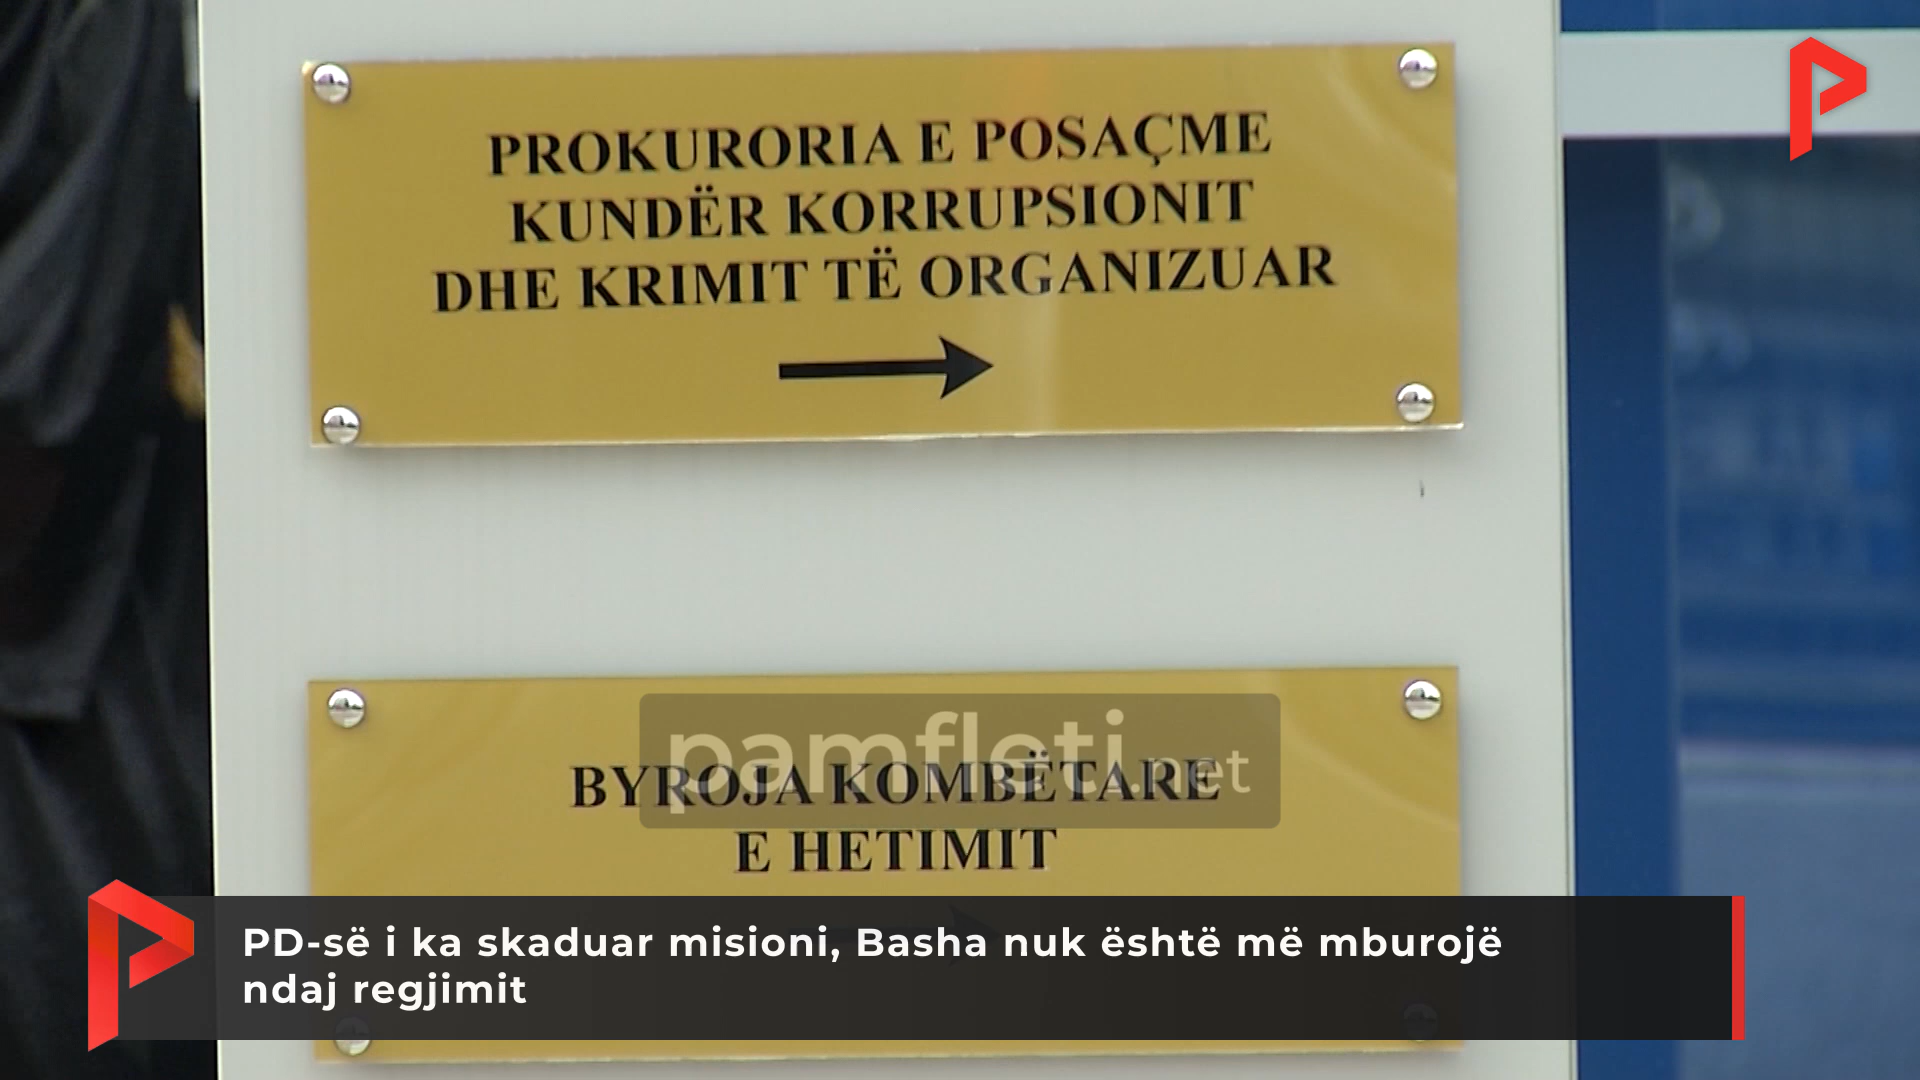 PROKURORIA E POSAÇME
KUNDËR KORRUPSIONIT
DHE KRIMIT TË ORGANIZUAR
pamfleti.net
BYROJA KOMBËTARE
E HETIMIT
PD-së i ka skaduar misioni, Basha nuk është më mburojë
ndaj regjimit